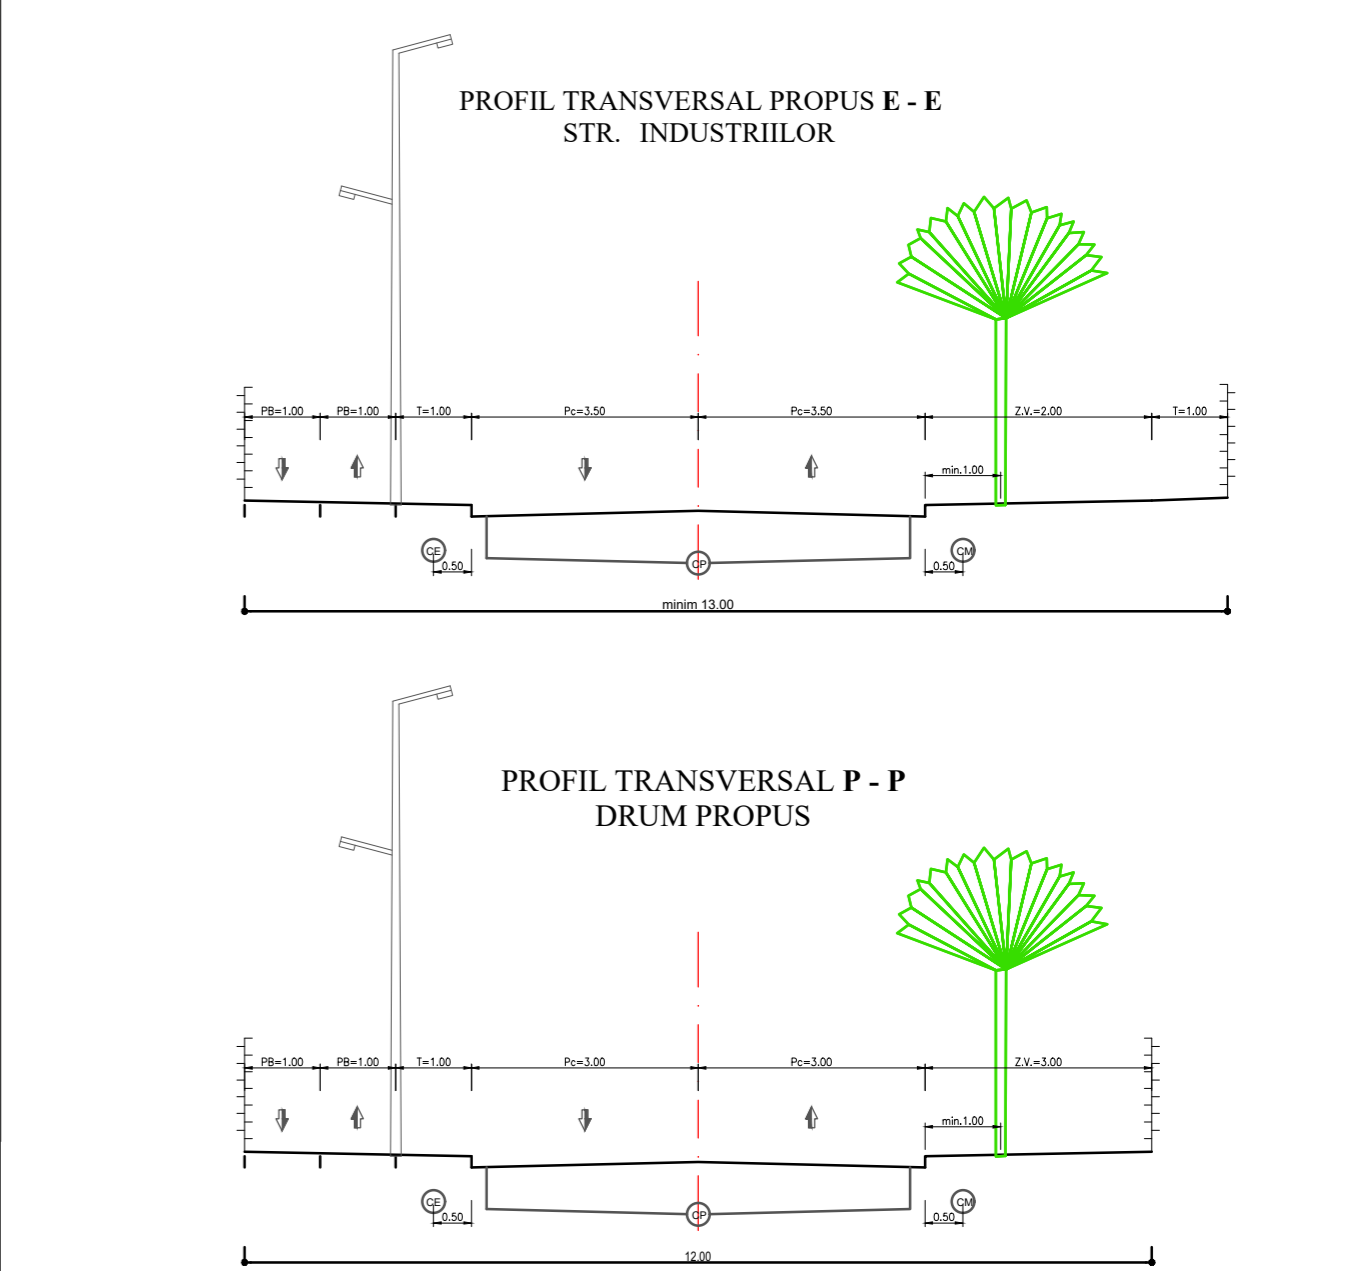 PROFIL TRANSVERSAL PROPUS E - E
STR. INDUSTRIILOR
PB=1.00 PB=1.00 T=1.00 Pc=3.50 Pc=3.50 Z.V.=2.00 T=1.00
min.1.00
CE CP CM
0.50 0.50
minim 13.00
PROFIL TRANSVERSAL P - P
DRUM PROPUS
PB=1.00 PB=1.00 T=1.00 Pc=3.00 Pc=3.00 Z.V.=3.00
min.1.00
CE CP CM
0.50 0.50
12.00